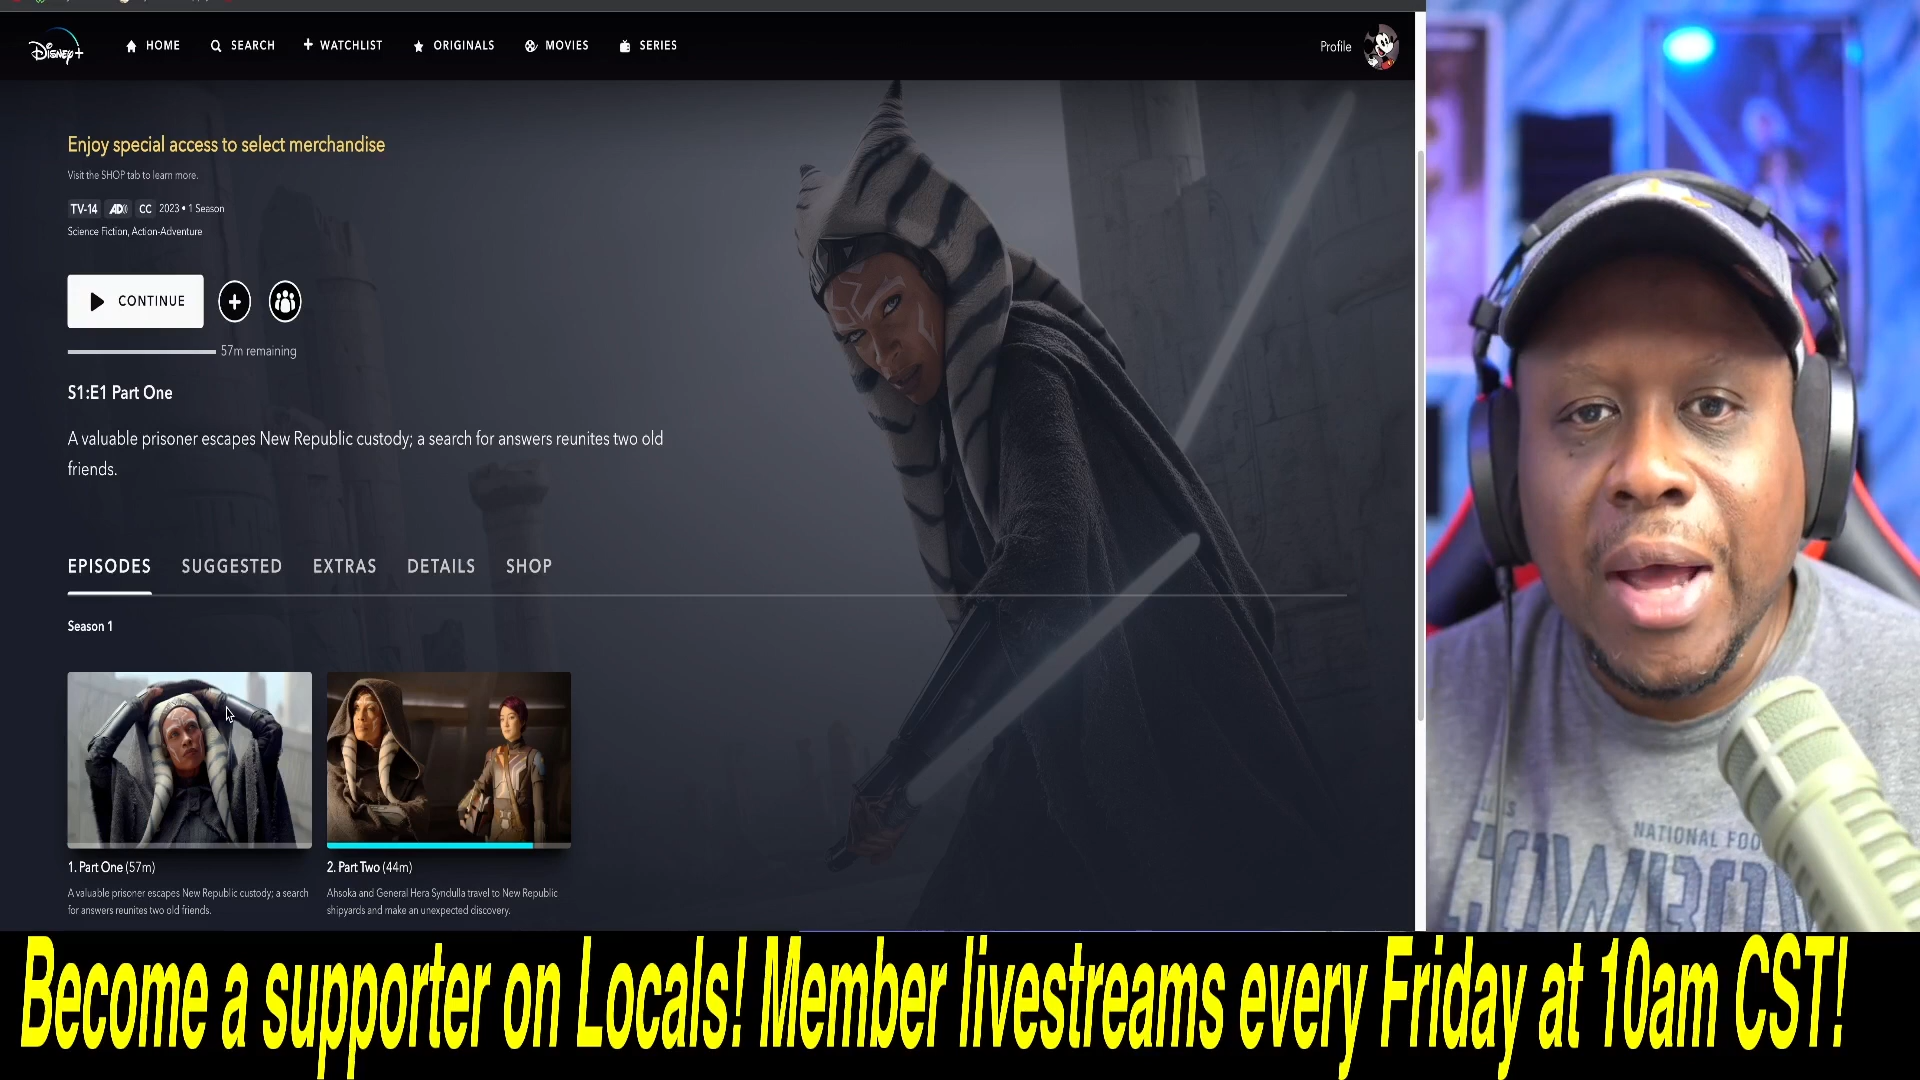 Disney+
HOME
SEARCH
WATCHLIST
ORIGINALS
MOVIES
SERIES
Profile
Enjoy special access to select merchandise
Visit the SHOP tab to learn more.
TV-14 AD CC 2023 • 1 Season
Science Fiction, Action-Adventure
CONTINUE
57m remaining
S1:E1 Part One
A valuable prisoner escapes New Republic custody; a search for answers reunites two old
friends.
EPISODES
SUGGESTED
EXTRAS
DETAILS
SHOP
Season 1
1. Part One (57m)
A valuable prisoner escapes New Republic custody; a search
for answers reunites two old friends.
2. Part Two (44m)
Ahsoka and General Hera Syndulla travel to New Republic
shipyards and make an unexpected discovery.
NATIONAL FOO
COWBO
Become a supporter on Locals! Member livestreams every Friday at 10am CST!